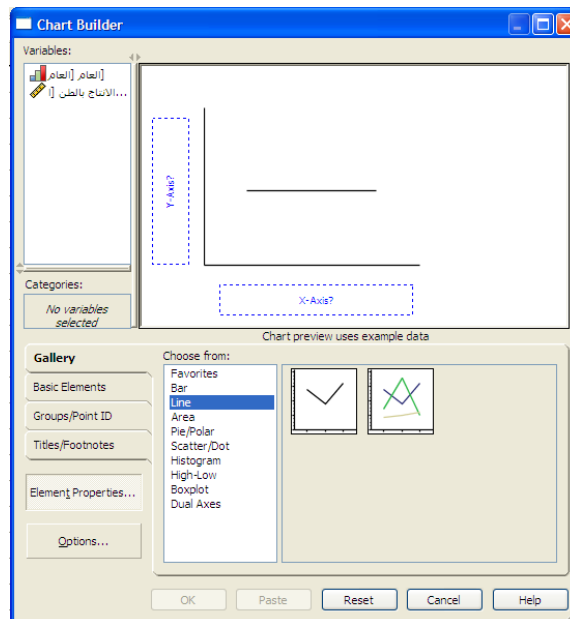 Chart Builder
Variables:
[العام [العام
...الانتاج بالطن [ا
Y-Axis?
X-Axis?
Categories:
No variables
selected
Chart preview uses example data
Gallery
Basic Elements
Groups/Point ID
Titles/Footnotes
Element Properties...
Options...
Choose from:
Favorites
Bar
Line
Area
Pie/Polar
Scatter/Dot
Histogram
High-Low
Boxplot
Dual Axes
OK
Paste
Reset
Cancel
Help